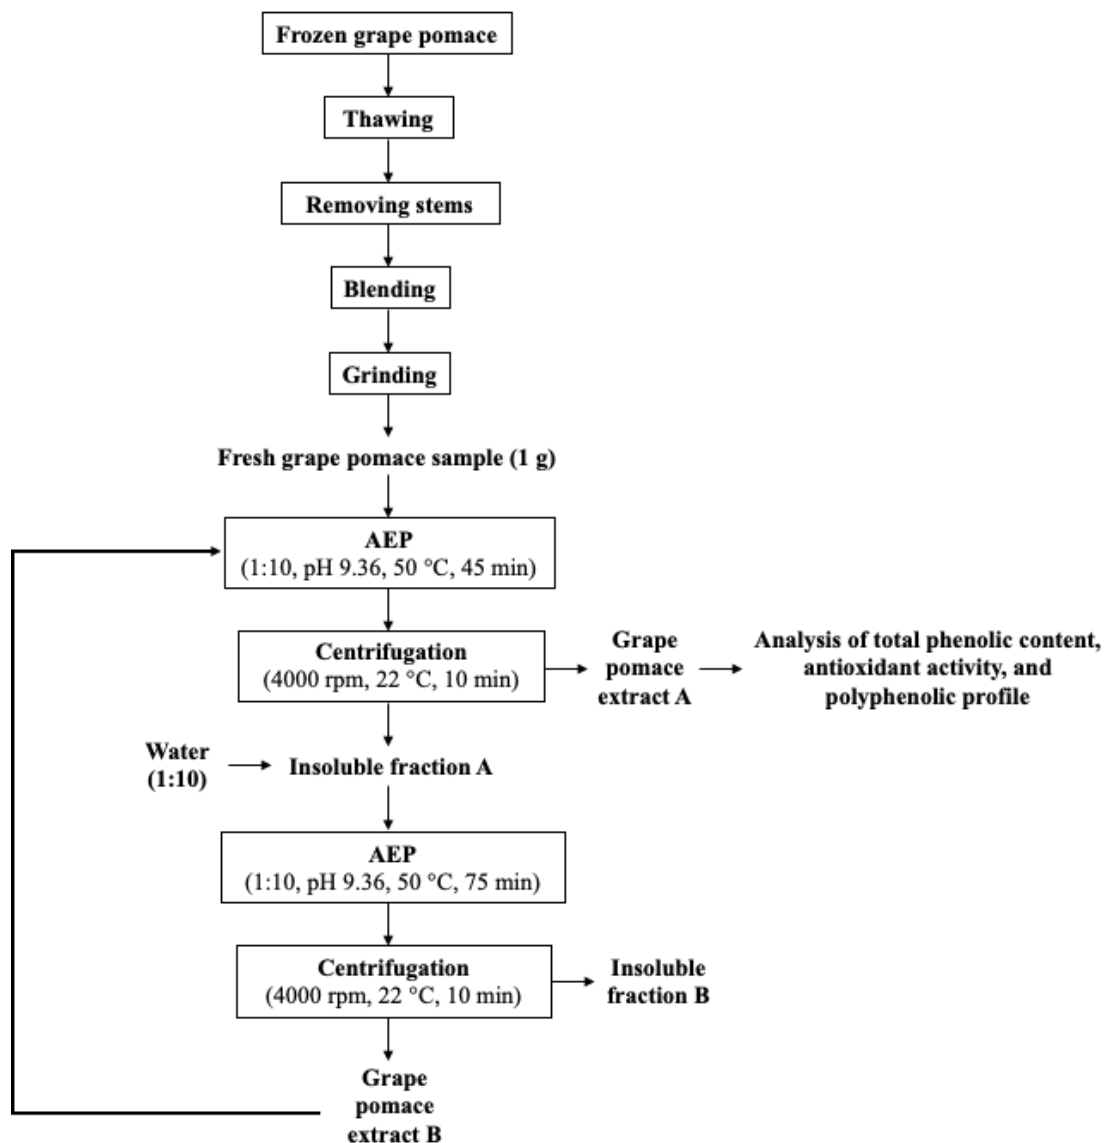 Frozen grape pomace
Thawing
Removing stems
Blending
Grinding
Fresh grape pomace sample (1 g)
AEP
(1:10, pH 9.36, 50 °C, 45 min)
Centrifugation
(4000 rpm, 22 °C, 10 min)
Grape
pomace
extract A
Analysis of total phenolic content,
antioxidant activity, and
polyphenolic profile
Water
(1:10)
Insoluble fraction A
AEP
(1:10, pH 9.36, 50 °C, 75 min)
Centrifugation
(4000 rpm, 22 °C, 10 min)
Insoluble
fraction B
Grape
pomace
extract B